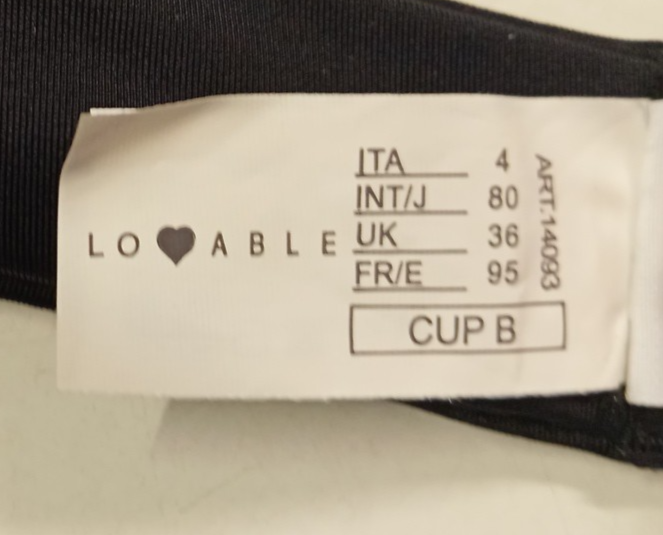 LO♥ABLE
ITA 4
INT/J 80
UK 36
FR/E 95
CUP B
ART.14093